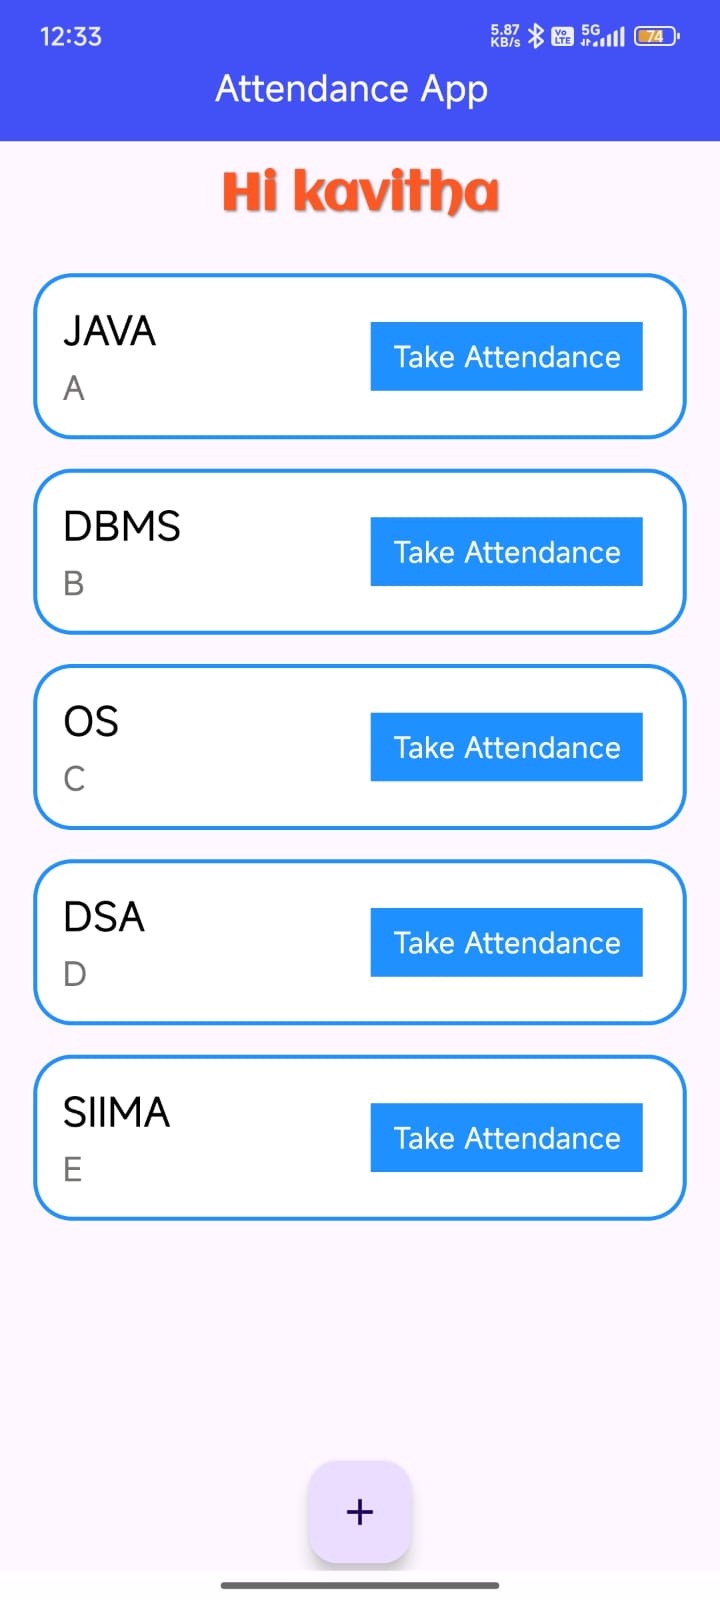 12:33
5.87 KB/s Vo LTE 5G 74
Attendance App
Hi kavitha
JAVA
A
Take Attendance
DBMS
B
Take Attendance
OS
C
Take Attendance
DSA
D
Take Attendance
SIIMA
E
Take Attendance
+